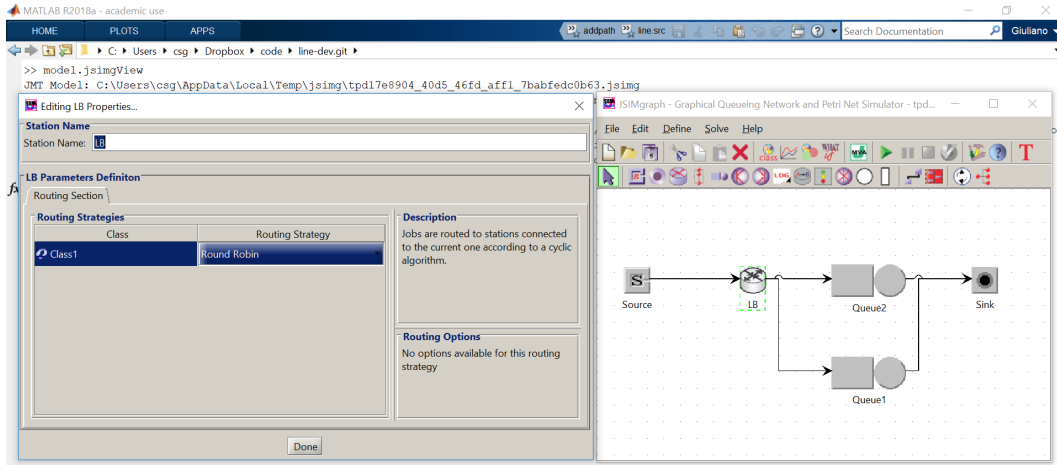 MATLAB R2018a - academic use
HOME PLOTS APPS
addpath line.src Search Documentation Giuliano
C: Users csg Dropbox code line-dev.git
>> model.jsimgView
JMT Model: C:\Users\csg\AppData\Local\Temp\jsimg\tpd17e8904_40d5_46fd_aff1_7babfedc0b63.jsimg
fx
Editing LB Properties...
Station Name
Station Name: LB
LB Parameters Definiton
Routing Section
Routing Strategies
Class Routing Strategy
Class1 Round Robin
Description
Jobs are routed to stations connected
to the current one according to a cyclic
algorithm.
Routing Options
No options available for this routing
strategy
Done
JSIMgraph - Graphical Queueing Network and Petri Net Simulator - tpd...
File Edit Define Solve Help
class WHAT if MVA T
LOG
S
Source LB Queue2 Sink
Queue1